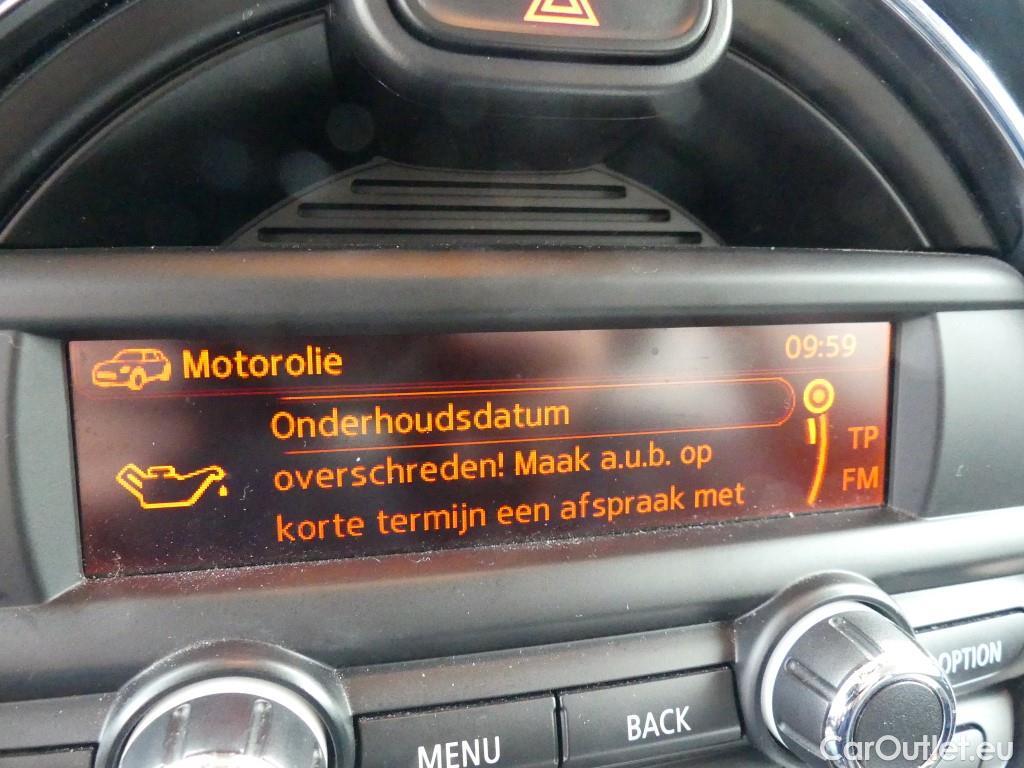 Motorolie
09:59
Onderhoudsdatum
overschreden! Maak a.u.b. op
korte termijn een afspraak met
TP
FM
OPTION
BACK
MENU
CarOutlet.eu